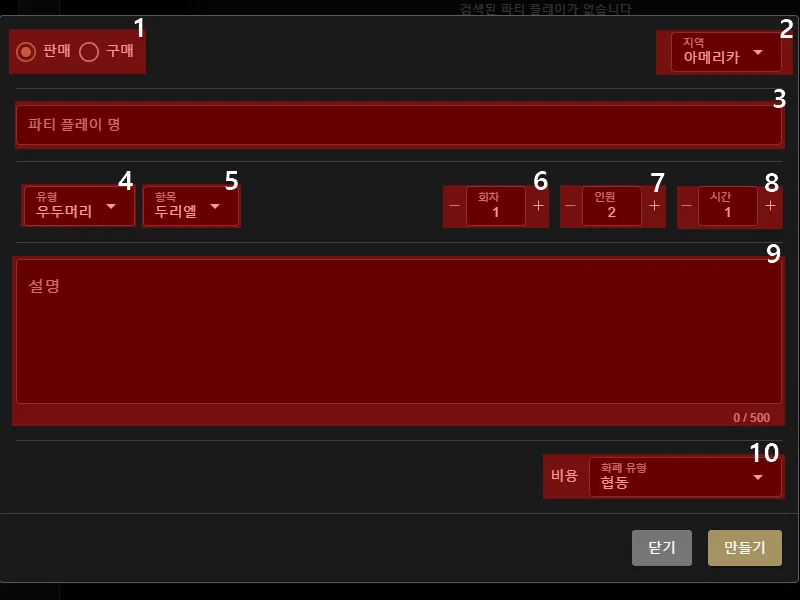 검색된 파티 플레이가 없습니다
1
판매 구매
2
지역
아메리카
3
파티 플레이 명
4
유형
우두머리
5
항목
두리엘
6
회차
− 1 +
7
인원
− 2 +
8
시간
− 1 +
9
설명
0 / 500
10
비용
화폐 유형
협동
닫기 만들기